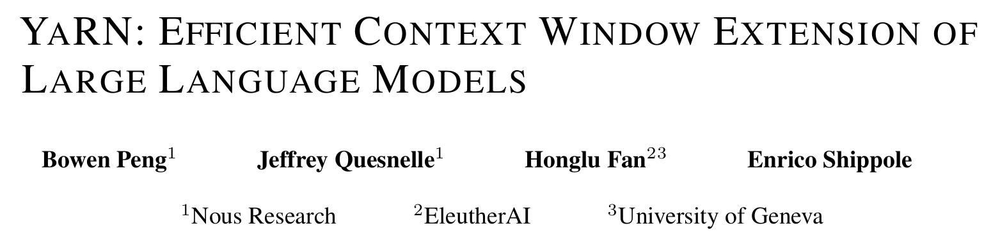 YaRN: Efficient Context Window Extension of
Large Language Models
Bowen Peng¹ Jeffrey Quesnelle¹ Honglu Fan²³ Enrico Shippole
¹Nous Research ²EleutherAI ³University of Geneva